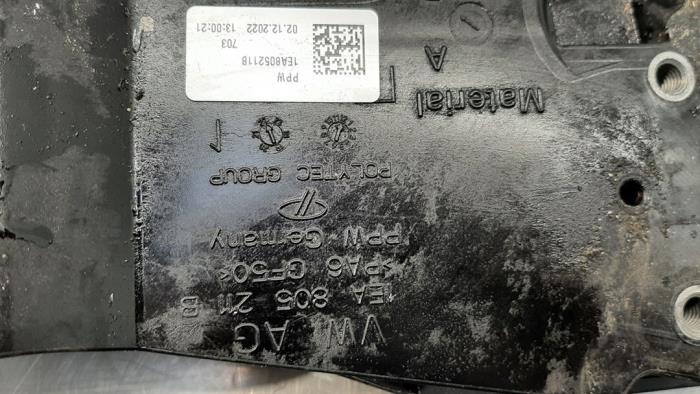 VW AG
1EA 805 211 B
>PA6 GF50<
PPW Germany
POLYTEC GROUP
Material
A
PPW
1EA805211B
703
02.12.2022 13:00:21